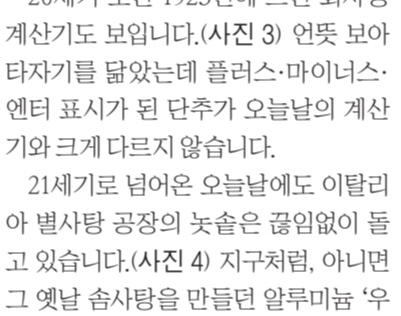 계산기도 보입니다.(사진 3) 언뜻 보아
타자기를 닮았는데 플러스·마이너스·
엔터 표시가 된 단추가 오늘날의 계산
기와 크게 다르지 않습니다.
21세기로 넘어온 오늘날에도 이탈리
아 별사탕 공장의 놋솥은 끊임없이 돌
고 있습니다.(사진 4) 지구처럼, 아니면
그 옛날 솜사탕을 만들던 알루미늄 ‘우